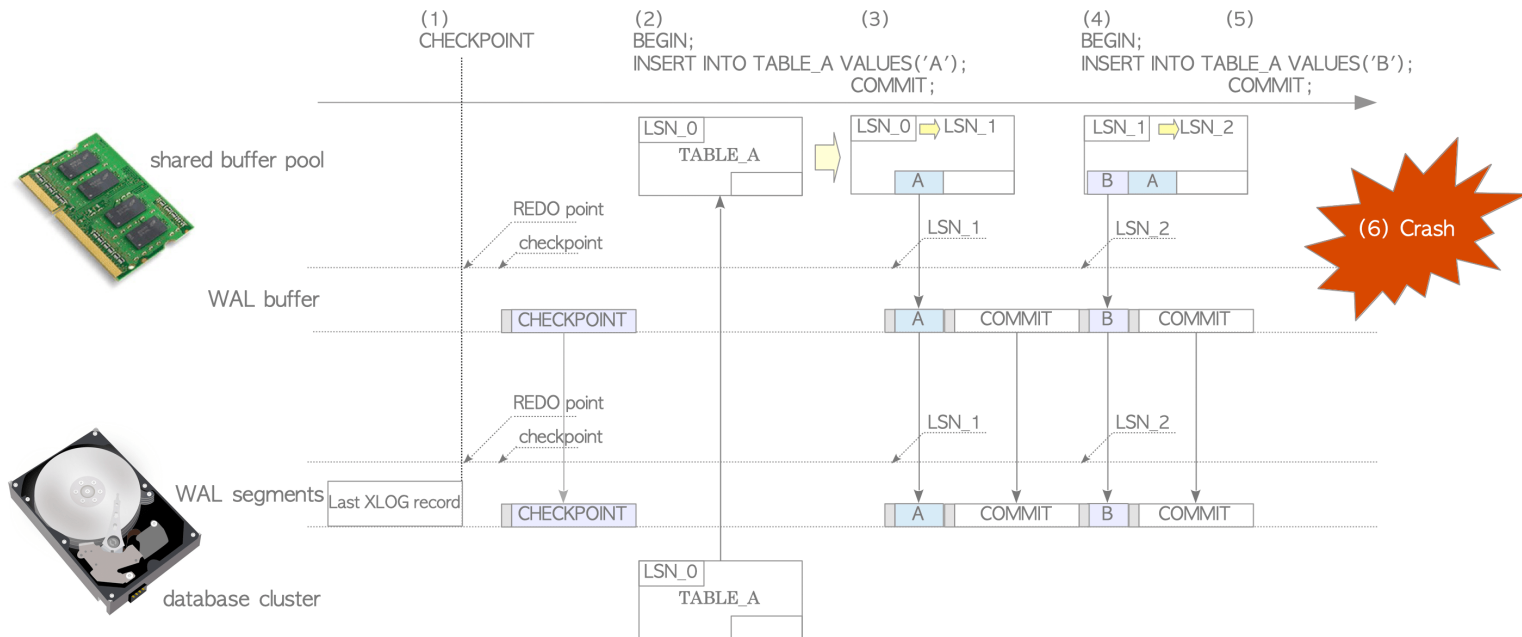 (1)
CHECKPOINT
(2)
BEGIN;
INSERT INTO TABLE_A VALUES('A');
(3)
COMMIT;
(4)
BEGIN;
INSERT INTO TABLE_A VALUES('B');
(5)
COMMIT;
shared buffer pool
LSN_0
TABLE_A
LSN_0 LSN_1
A
LSN_1 LSN_2
B A
(6) Crash
REDO point
checkpoint
LSN_1
LSN_2
WAL buffer
CHECKPOINT
A COMMIT B COMMIT
REDO point
checkpoint
LSN_1
LSN_2
WAL segments
Last XLOG record
CHECKPOINT
A COMMIT B COMMIT
database cluster
LSN_0
TABLE_A